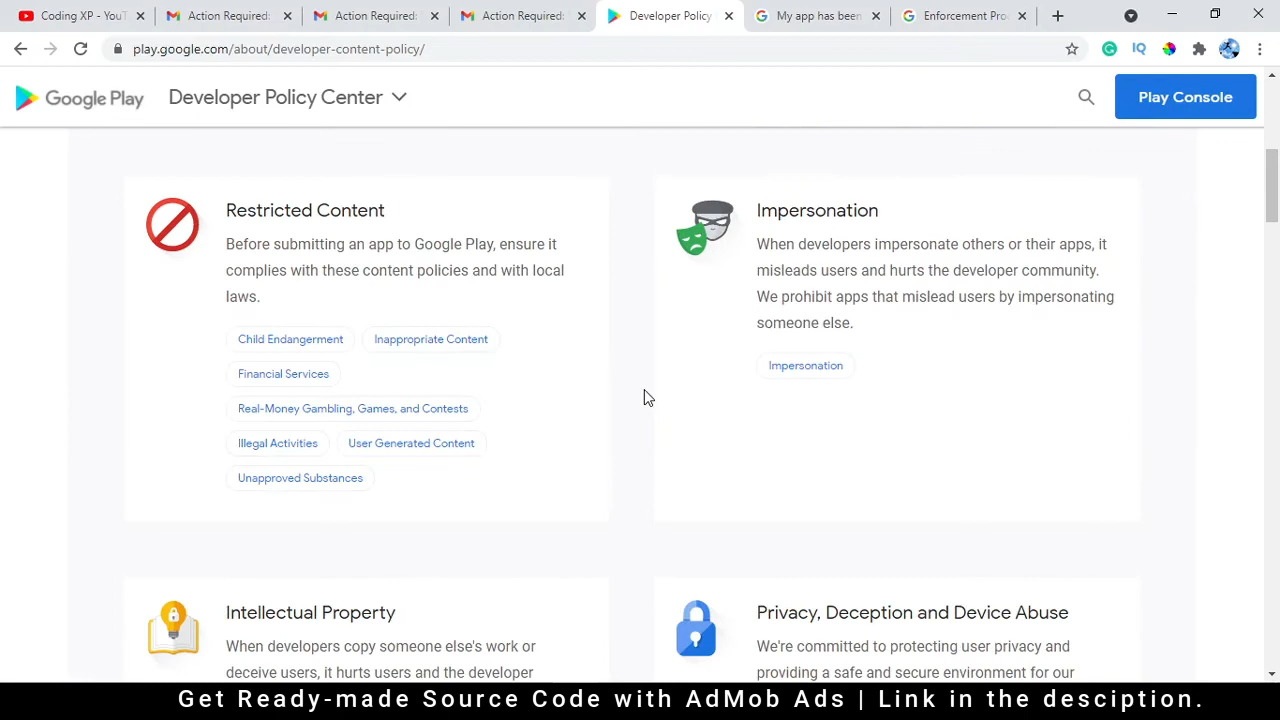 Coding XP - YouT
Action Required:
Action Required:
Action Required: Y
Developer Policy C
My app has been
Enforcement Proc
play.google.com/about/developer-content-policy/
Google Play
Developer Policy Center
Play Console
Restricted Content
Before submitting an app to Google Play, ensure it
complies with these content policies and with local
laws.
Child Endangerment
Inappropriate Content
Financial Services
Real-Money Gambling, Games, and Contests
Illegal Activities
User Generated Content
Unapproved Substances
Impersonation
When developers impersonate others or their apps, it
misleads users and hurts the developer community.
We prohibit apps that mislead users by impersonating
someone else.
Impersonation
Intellectual Property
When developers copy someone else's work or
deceive users, it hurts users and the developer
Privacy, Deception and Device Abuse
We're committed to protecting user privacy and
providing a safe and secure environment for our
Get Ready-made Source Code with AdMob Ads | Link in the desciption.